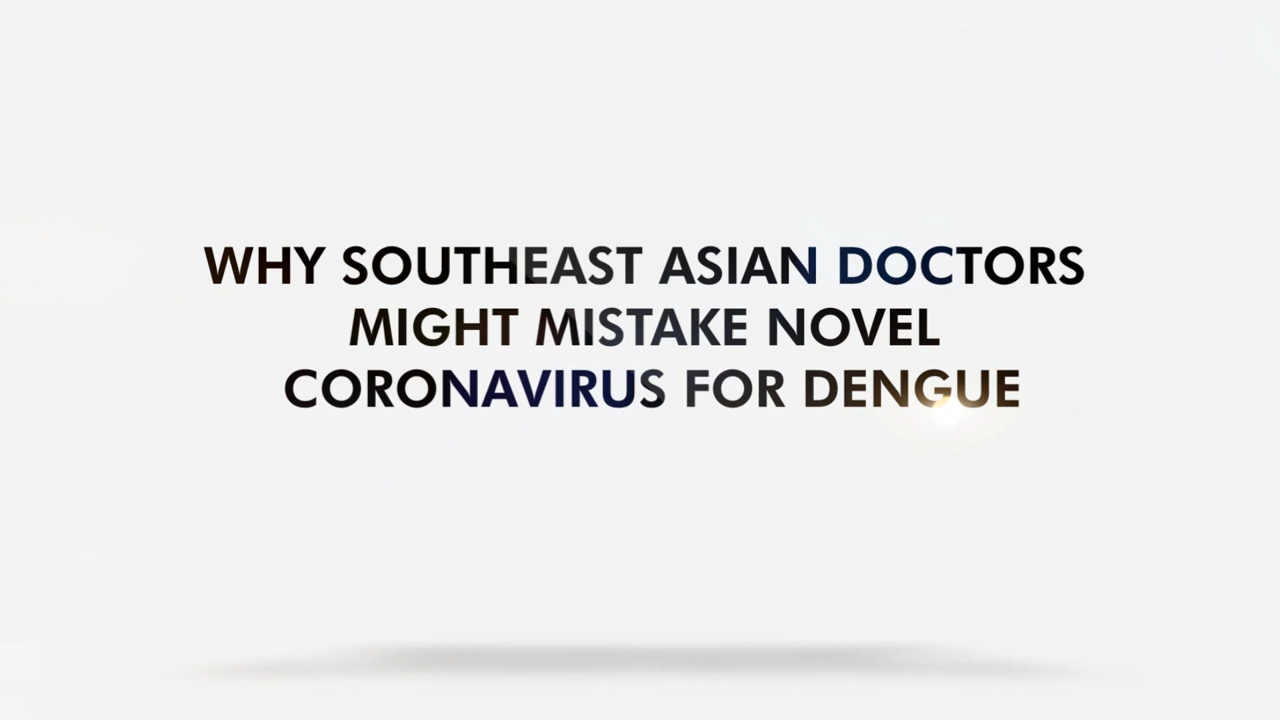 WHY SOUTHEAST ASIAN DOCTORS
MIGHT MISTAKE NOVEL
CORONAVIRUS FOR DENGUE